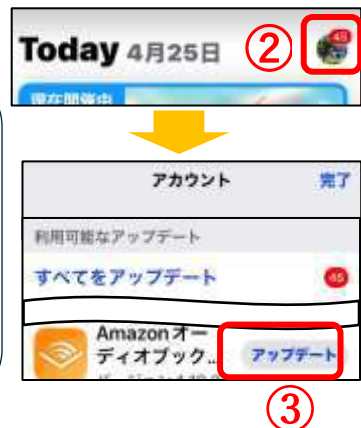 Today 4月25日
②
45
現在開催中
アカウント
完了
利用可能なアップデート
すべてをアップデート
45
Amazonオー
ディオブック...
アップデート
③